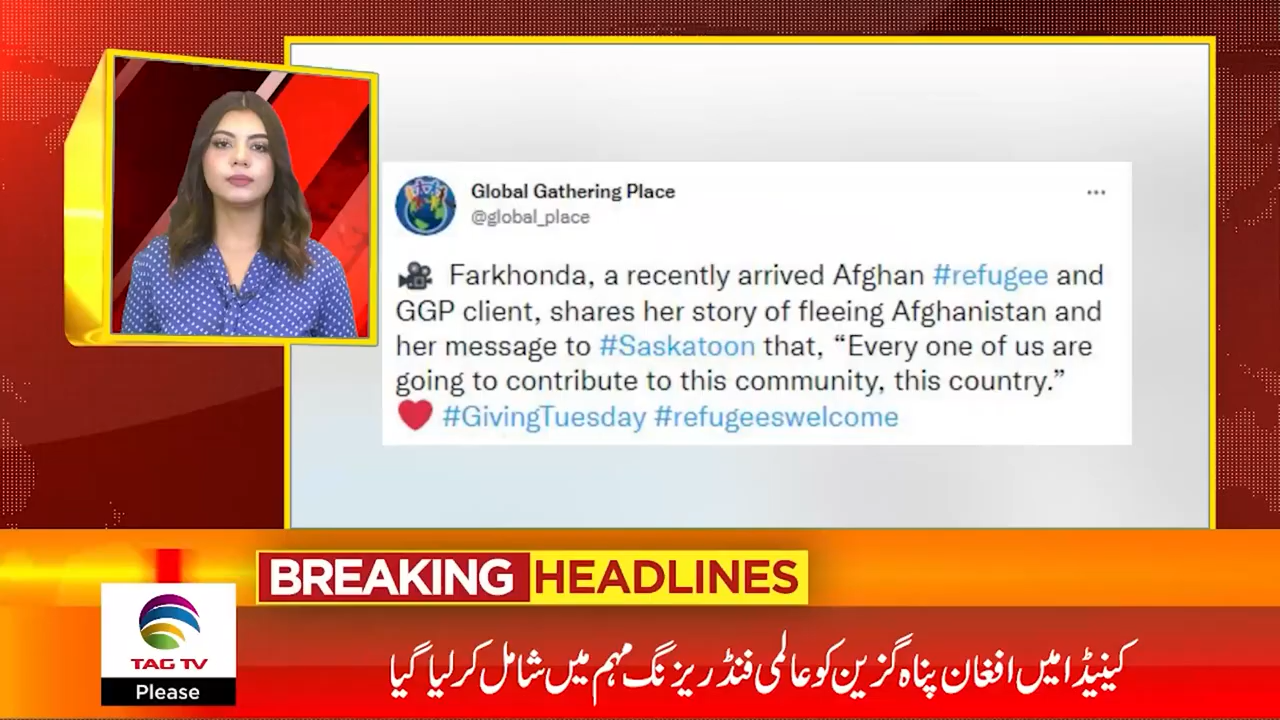 Global Gathering Place
@global_place
Farkhonda, a recently arrived Afghan #refugee and
GGP client, shares her story of fleeing Afghanistan and
her message to #Saskatoon that, “Every one of us are
going to contribute to this community, this country.”
#GivingTuesday #refugeeswelcome
BREAKING HEADLINES
TAG TV
Please
کینیڈا میں افغان پناہ گزین کو عالمی فنڈ ریزنگ مہم میں شامل کر لیا گیا